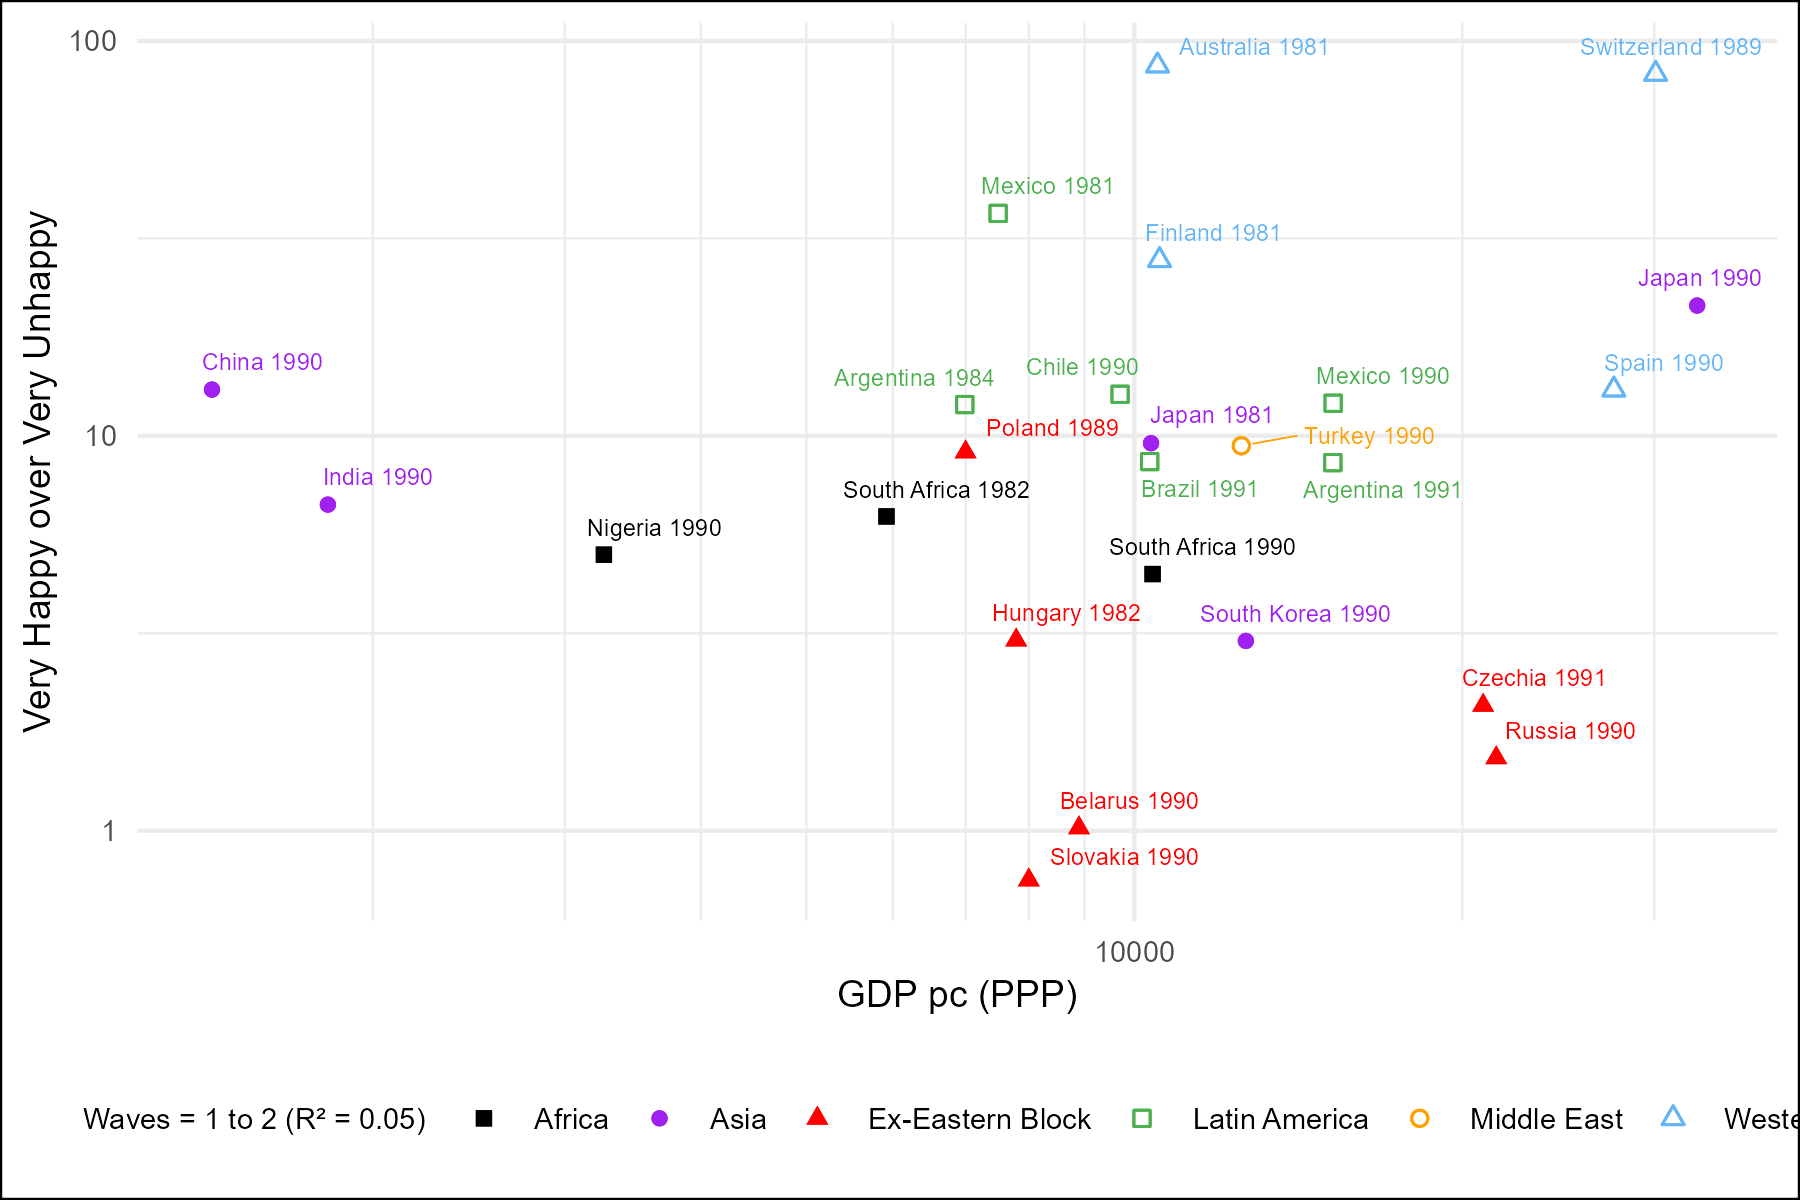 100
Australia 1981
Switzerland 1989
Mexico 1981
Finland 1981
Japan 1990
China 1990
Argentina 1984
Chile 1990
Mexico 1990
Spain 1990
Poland 1989
Japan 1981
10
Turkey 1990
India 1990
South Africa 1982
Brazil 1991
Argentina 1991
Nigeria 1990
South Africa 1990
Hungary 1982
South Korea 1990
Czechia 1991
Russia 1990
Belarus 1990
1
Slovakia 1990
Very Happy over Very Unhappy
10000
GDP pc (PPP)
Waves = 1 to 2 (R² = 0.05) Africa Asia Ex-Eastern Block Latin America Middle East Weste